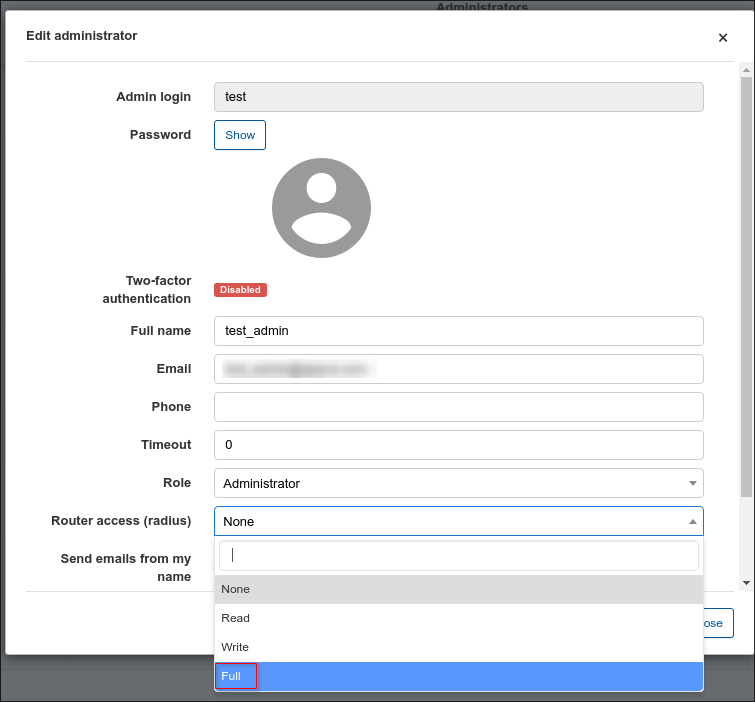 Administrators
Edit administrator
×
Admin login
test
Password
Show
Two-factor
authentication
Disabled
Full name
test_admin
Email
Phone
Timeout
0
Role
Administrator
Router access (radius)
None
Send emails from my
name
None
Read
Write
Full
ose